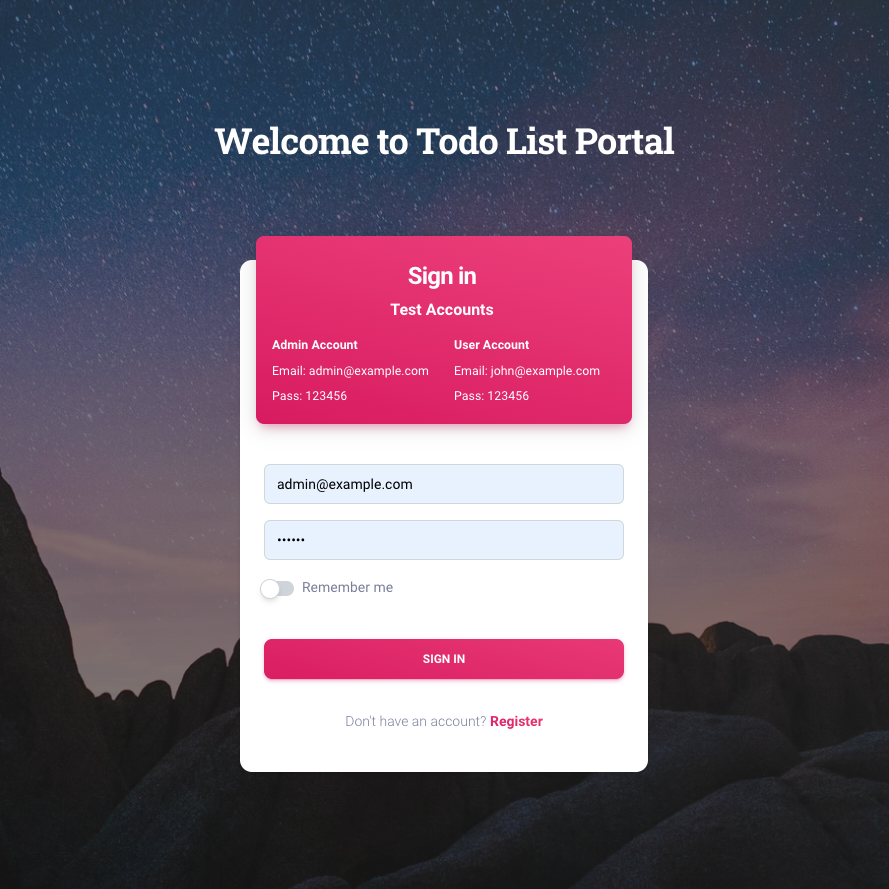 Welcome to Todo List Portal
Sign in
Test Accounts
Admin Account
Email: admin@example.com
Pass: 123456
User Account
Email: john@example.com
Pass: 123456
admin@example.com
••••••
Remember me
SIGN IN
Don't have an account? Register